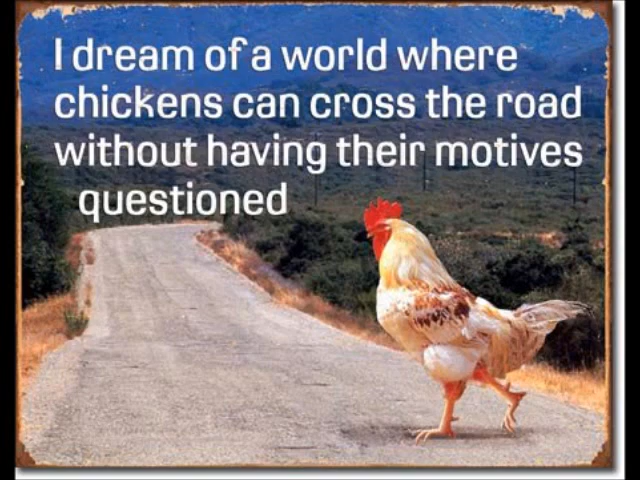 I dream of a world where
chickens can cross the road
without having their motives
questioned